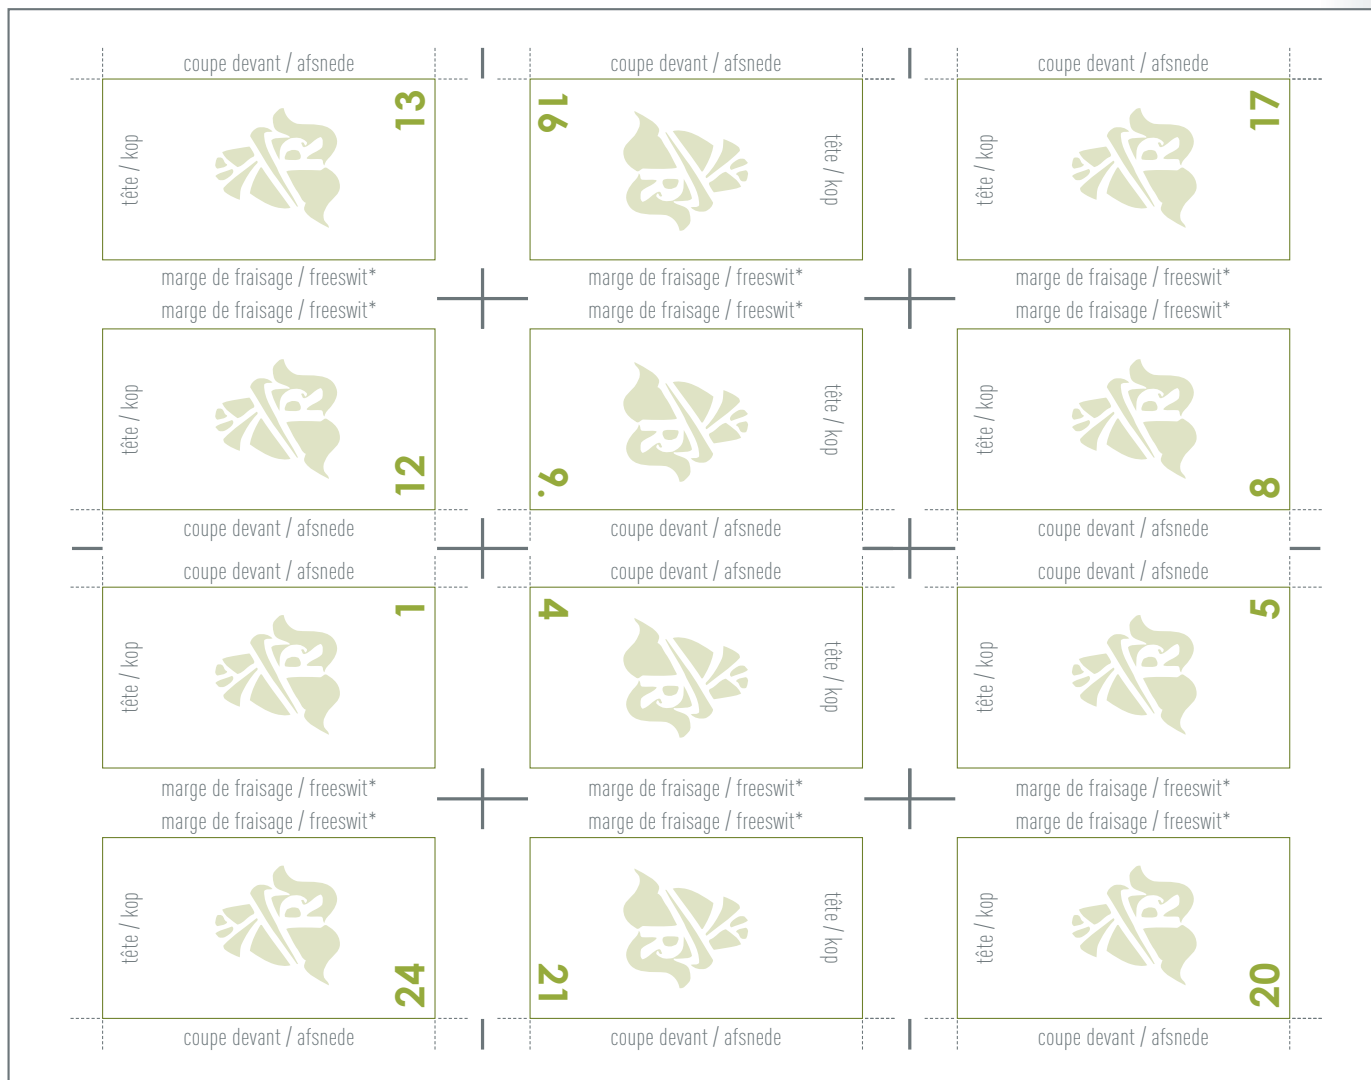 coupe devant / afsnede
coupe devant / afsnede
coupe devant / afsnede
13
tête / kop
16
tête / kop
17
tête / kop
marge de fraisage / freeswit*
marge de fraisage / freeswit*
marge de fraisage / freeswit*
marge de fraisage / freeswit*
marge de fraisage / freeswit*
marge de fraisage / freeswit*
tête / kop
12
9.
tête / kop
tête / kop
8
coupe devant / afsnede
coupe devant / afsnede
coupe devant / afsnede
coupe devant / afsnede
coupe devant / afsnede
coupe devant / afsnede
1
tête / kop
4
tête / kop
5
tête / kop
marge de fraisage / freeswit*
marge de fraisage / freeswit*
marge de fraisage / freeswit*
marge de fraisage / freeswit*
marge de fraisage / freeswit*
marge de fraisage / freeswit*
tête / kop
24
21
tête / kop
tête / kop
20
coupe devant / afsnede
coupe devant / afsnede
coupe devant / afsnede